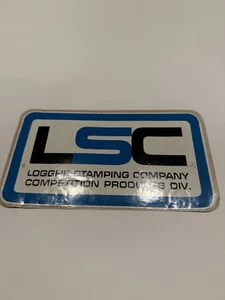 LSC
LOGGHE STAMPING COMPANY
COMPETITION PRODUCTS DIV.